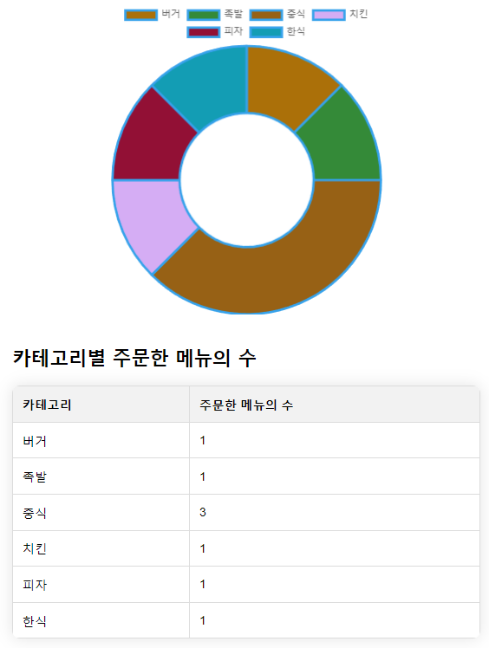 버거 족발 중식 치킨
피자 한식
카테고리별 주문한 메뉴의 수
카테고리 주문한 메뉴의 수
버거 1
족발 1
중식 3
치킨 1
피자 1
한식 1